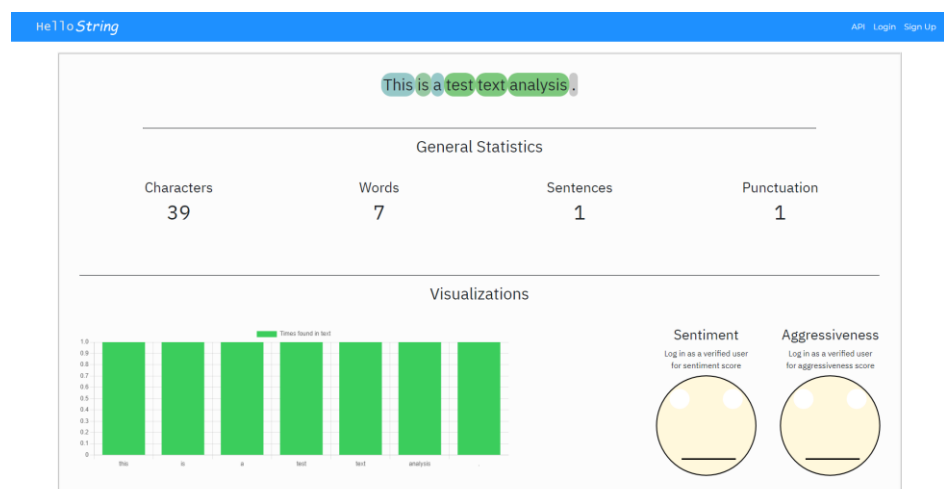 HelloString
API Login Sign Up
This is a test text analysis .
General Statistics
Characters Words Sentences Punctuation
39 7 1 1
Visualizations
Times found in text
Sentiment Aggressiveness
Log in as a verified user Log in as a verified user
for sentiment score for aggressiveness score
1.0
0.9
0.8
0.7
0.6
0.5
0.4
0.3
0.2
0.1
0
this is a test text analysis .